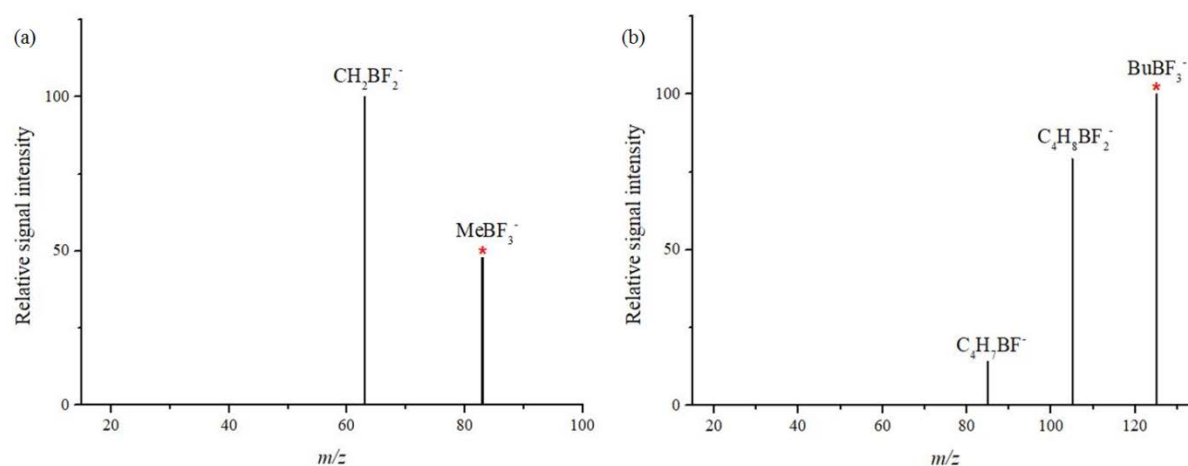 (a)
Relative signal intensity
100
50
0
CH₂BF₂⁻
MeBF₃⁻
*
20 40 60 80 100
m/z
(b)
Relative signal intensity
100
50
0
BuBF₃⁻
*
C₄H₈BF₂⁻
C₄H₇BF⁻
20 40 60 80 100 120
m/z